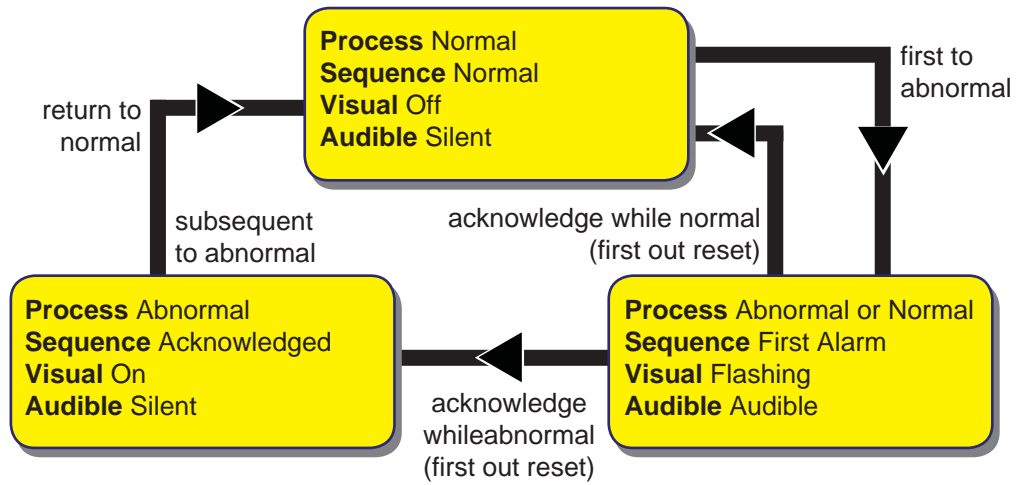 Process Normal
Sequence Normal
Visual Off
Audible Silent
first to
abnormal
return to
normal
subsequent
to abnormal
acknowledge while normal
(first out reset)
Process Abnormal
Sequence Acknowledged
Visual On
Audible Silent
acknowledge
whileabnormal
(first out reset)
Process Abnormal or Normal
Sequence First Alarm
Visual Flashing
Audible Audible